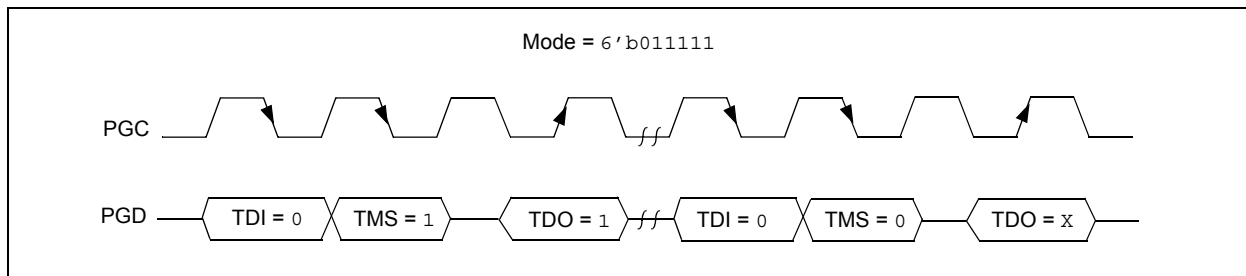 Mode = 6'b011111
PGC
PGD
TDI = 0
TMS = 1
TDO = 1
TDI = 0
TMS = 0
TDO = X